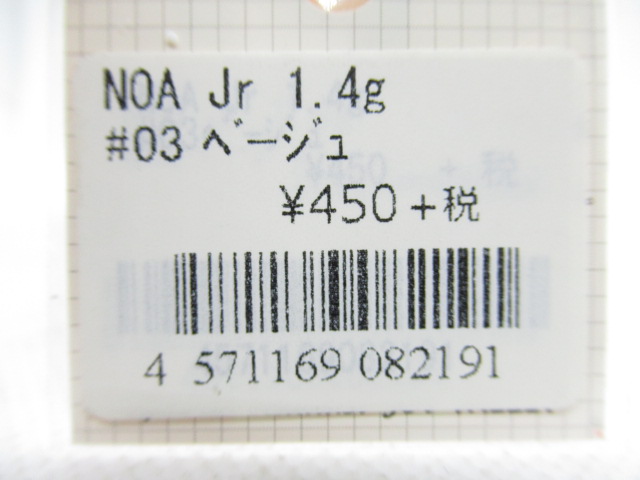 NOA Jr 1.4g
#03 ﾍﾞｰｼﾞｭ
¥450+税
4 571169 082191